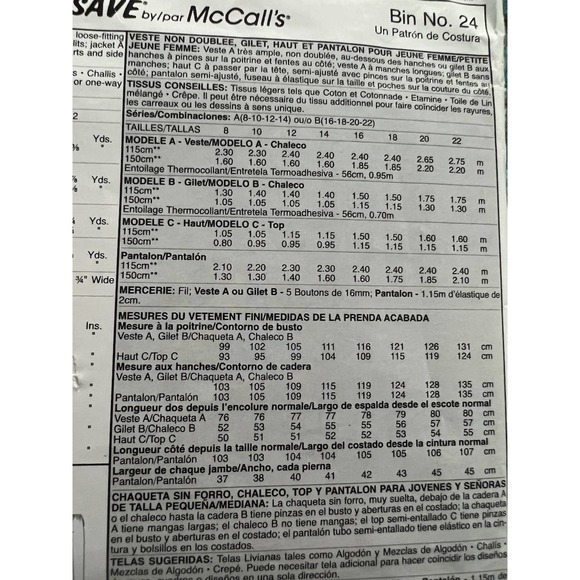 SAVE® by/par McCall's®
Bin No. 24
Un Patrón de Costura
loose-fitting
lits; jacket A
rts and side
s • Challis •
or one-way
2
Yds.
⅜ "
Yds.
⅞ "
"
Yds.
"
Yds.
"
¾" Wide
Ins.
"
"
"
"
"
"
"
"
"
VESTE NON DOUBLEE, GILET, HAUT ET PANTALON POUR JEUNE FEMME/PETITE
JEUNE FEMME: Veste A très ample, non doublée, au-dessous des hanches ou gilet B aux
hanches à pinces sur la poitrine et fentes au côté; veste A à manches longues; gilet B sans
manches; haut C à passer par la tête, semi-ajusté avec pinces sur la poitrine et fentes au
côté; pantalon semi-ajusté, fuseau à élastique sur la taille et poches sur la couture du côté.
TISSUS CONSEILLES: Tissus légers tels que Coton et Cotonnade • Etamine • Toile de Lin
mélangé • Crêpe. Il peut être nécessaire du tissu additionnel pour faire coïncider les rayures,
les carreaux ou les dessins à sens unique.
Séries/Combinaciones: A(8-10-12-14) ou/o B(16-18-20-22)
TAILLES/TALLAS 8 10 12 14 16 18 20 22
MODELE A - Veste/MODELO A - Chaleco
115cm** 2.30 2.30 2.40 2.40 2.40 2.40 2.65 2.75 m
150cm** 1.60 1.60 1.60 1.60 1.85 1.85 2.20 2.20 m
Entoilage Thermocollant/Entretela Termoadhesiva - 56cm, 0.95m
MODELE B - Gilet/MODELO B - Chaleco
115cm** 1.30 1.40 1.40 1.40 1.50 1.50 1.75 1.75 m
150cm** 1.05 1.05 1.05 1.05 1.15 1.15 1.30 1.30 m
Entoilage Thermocollant/Entretela Termoadhesiva - 56cm, 0.70m
MODELE C - Haut/MODELO C - Top
115cm** 1.05 1.05 1.15 1.15 1.50 1.50 1.60 1.60 m
150cm** 0.80 0.95 0.95 0.95 1.15 1.15 1.15 1.15 m
Pantalon/Pantalón
115cm** 2.10 2.20 2.30 2.30 2.40 2.40 2.40 2.40 m
150cm** 1.30 1.30 1.40 1.60 1.60 1.75 1.85 2.10 m
MERCERIE: Fil; Veste A ou Gilet B - 5 Boutons de 16mm; Pantalon - 1.15m d'élastique de
2cm.
MESURES DU VETEMENT FINI/MEDIDAS DE LA PRENDA ACABADA
Mesure à la poitrine/Contorno de busto
Veste A, Gilet B/Chaqueta A, Chaleco B
99 102 105 111 116 121 126 131 cm
Haut C/Top C 93 95 99 104 109 115 119 124 cm
Mesure aux hanches/Contorno de cadera
Veste A, Gilet B/Chaqueta A, Chaleco B
103 105 109 115 119 124 128 135 cm
Pantalon/Pantalón 103 105 109 115 119 124 128 135 cm
Longueur dos depuis l'encolure normale/Largo de espalda desde el escote normal
Veste A/Chaqueta A 76 76 77 77 78 79 80 80 cm
Gilet B/Chaleco B 52 53 54 55 55 56 57 57 cm
Haut C/Top C 50 51 51 52 52 53 54 55 cm
Longueur côté depuis la taille normale/Largo del costado desde la cintura normal
Pantalon/Pantalón 103 103 104 104 105 105 106 107 cm
Largeur de chaque jambe/Ancho, cada pierna
Pantalon/Pantalón 37 38 40 41 42 43 45 45 cm
CHAQUETA SIN FORRO, CHALECO, TOP Y PANTALON PARA JOVENES Y SEÑORAS
DE TALLA PEQUEÑA/MEDIANA: La chaqueta sin forro, muy suelta, debajo de la cadera A
o el chaleco hasta la cadera B tiene pinzas en el busto y aberturas en el costado; la chaqueta
A tiene mangas largas; el chaleco B no tiene mangas; el top semi-entallado C tiene pinzas
en el busto y aberturas en el costado; el pantalón tubo semi-entallado tiene elástico en la cin-
tura y bolsillos en los costados.
TELAS SUGERIDAS: Telas Livianas tales como Algodón y Mezclas de Algodón • Challis •
Mezclas de Algodón • Crepé. Puede necesitar tela adicional para hacer coincidir los
o diseños en una sola dirección.
Pantalón - 1.15m de